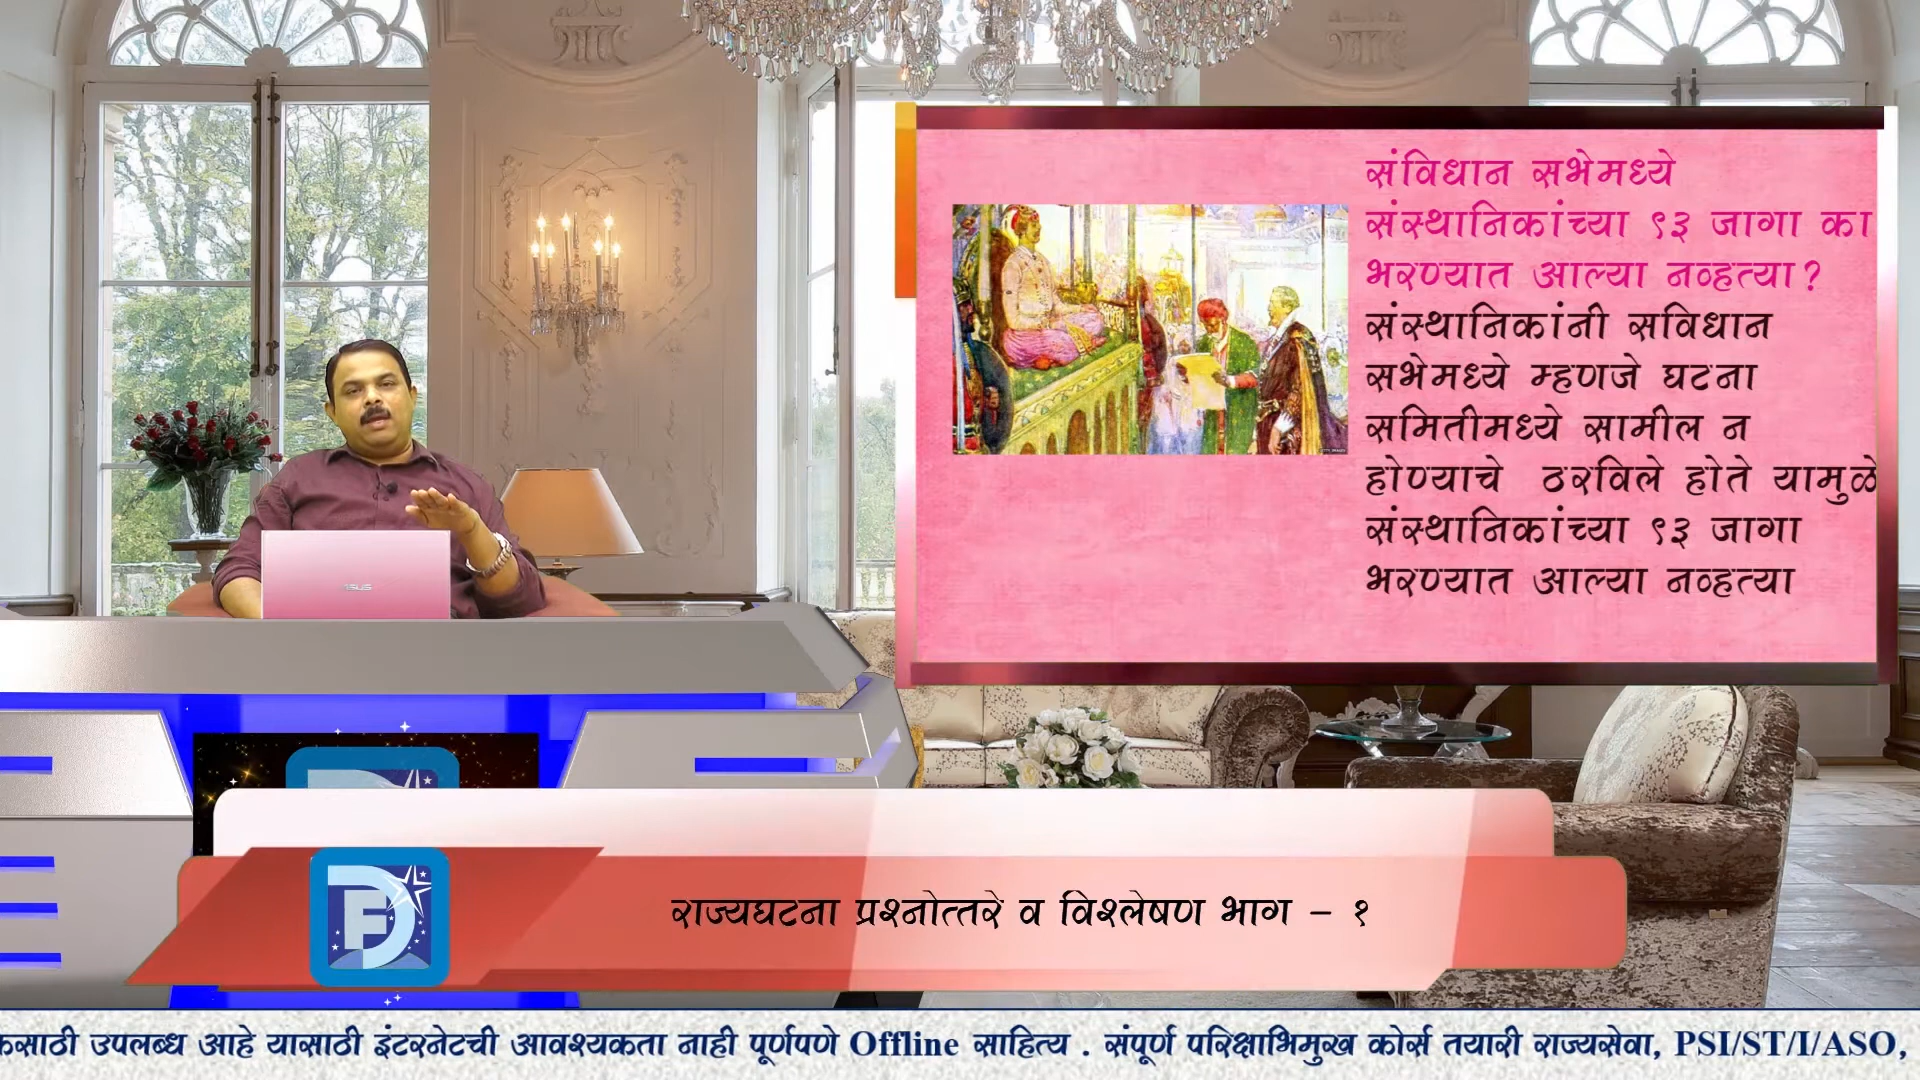 संविधान सभेमध्ये
संस्थानिकांच्या ९३ जागा का
भरण्यात आल्या नव्हत्या?
संस्थानिकांनी सविधान
सभेमध्ये म्हणजे घटना
समितीमध्ये सामील न
होण्याचे ठरविले होते यामुळे
संस्थानिकांच्या ९३ जागा
भरण्यात आल्या नव्हत्या
ASUS
राज्यघटना प्रश्नोत्तरे व विश्लेषण भाग - १
उपलब्ध आहे यासाठी इंटरनेटची आवश्यकता नाही पूर्णपणे Offline साहित्य . संपूर्ण परिक्षाभिमुख कोर्स तयारी राज्यसेवा, PSI/ST/I/ASO,